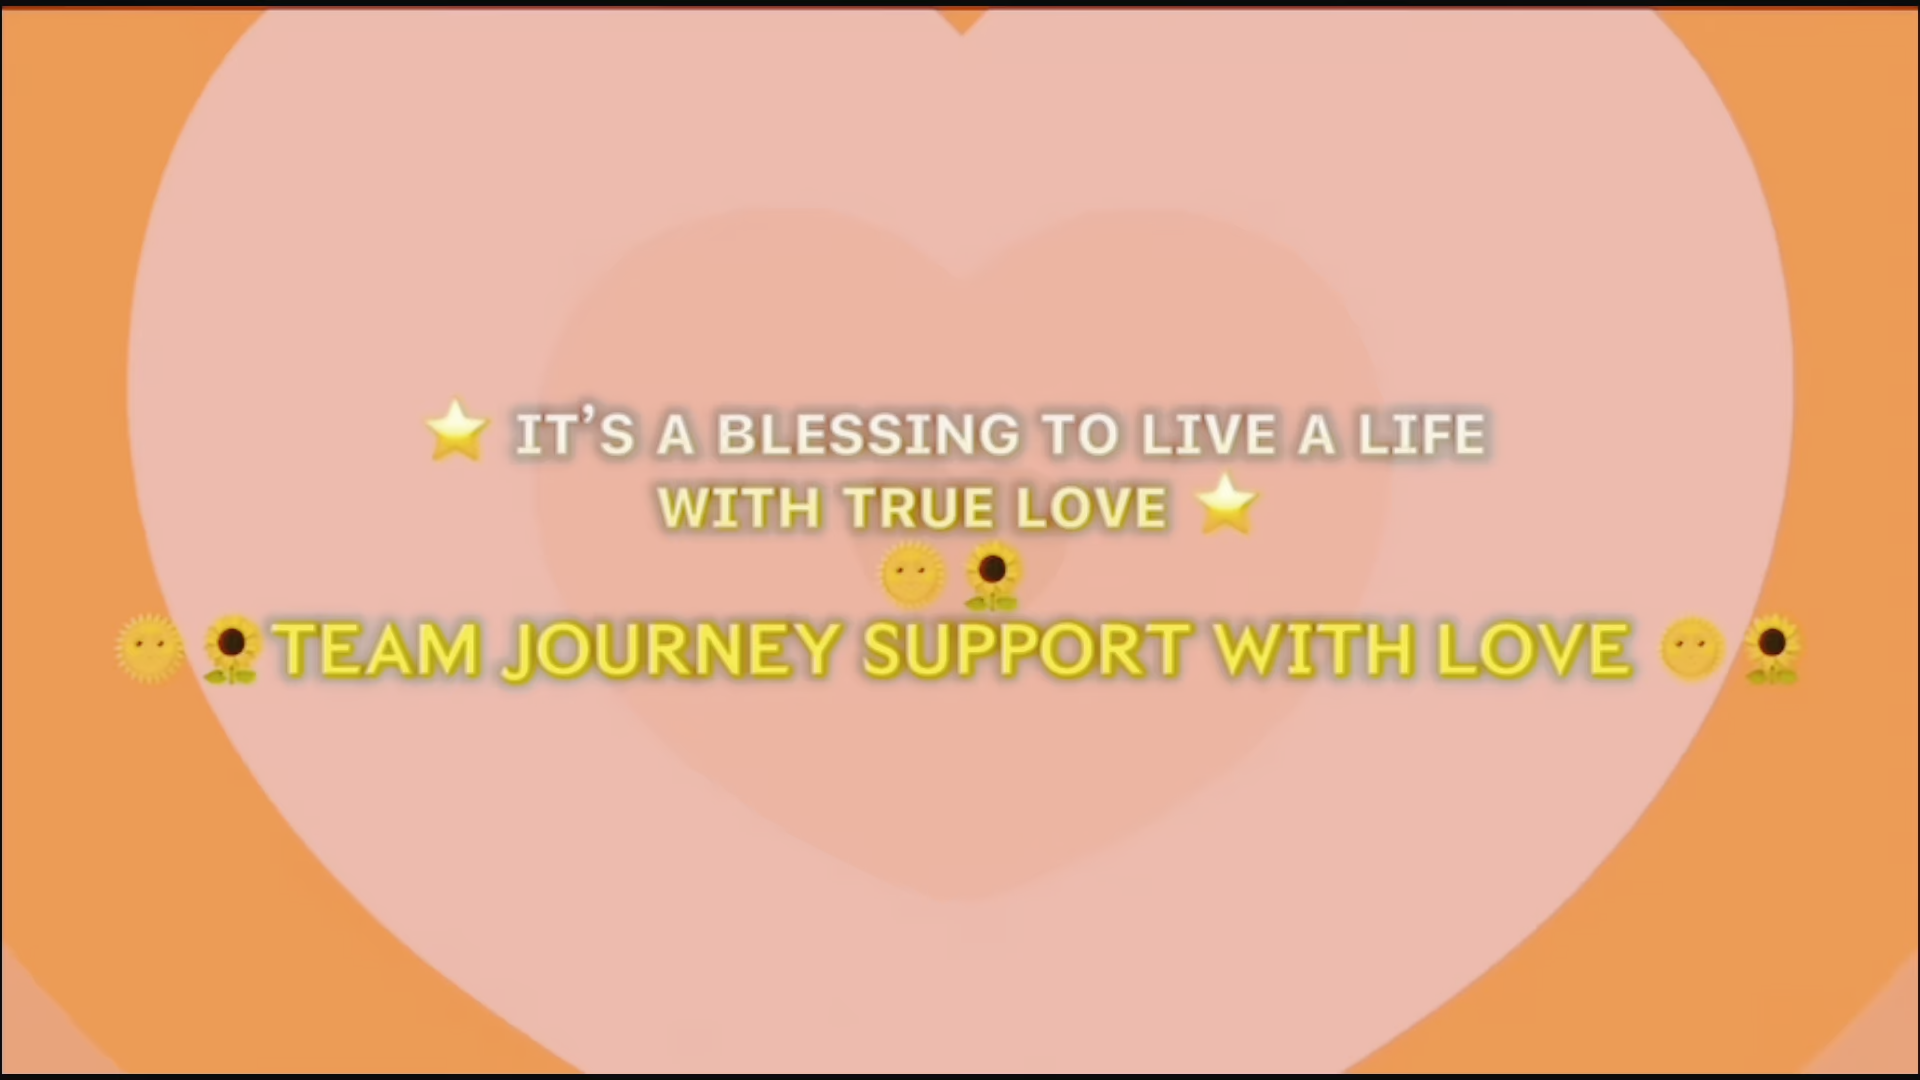 ⭐ IT’S A BLESSING TO LIVE A LIFE
WITH TRUE LOVE ⭐
🌞 🌻
🌞 🌻TEAM JOURNEY SUPPORT WITH LOVE 🌞 🌻